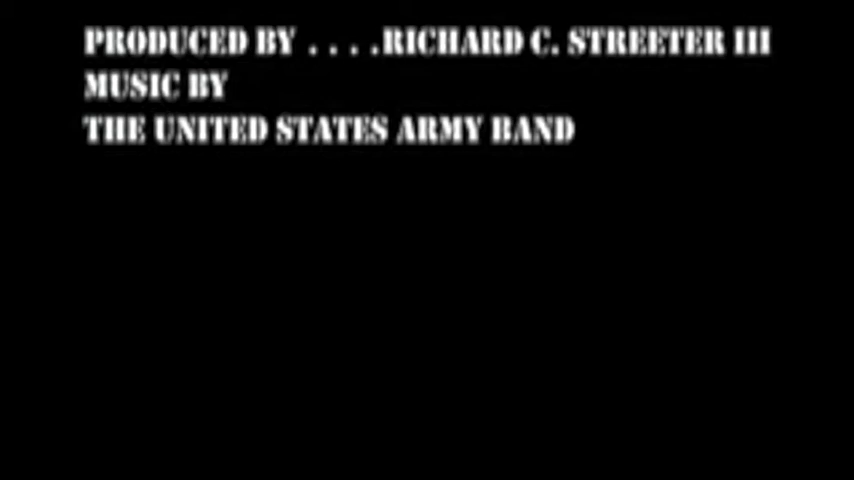 PRODUCED BY . . . .RICHARD C. STREETER III
MUSIC BY
THE UNITED STATES ARMY BAND